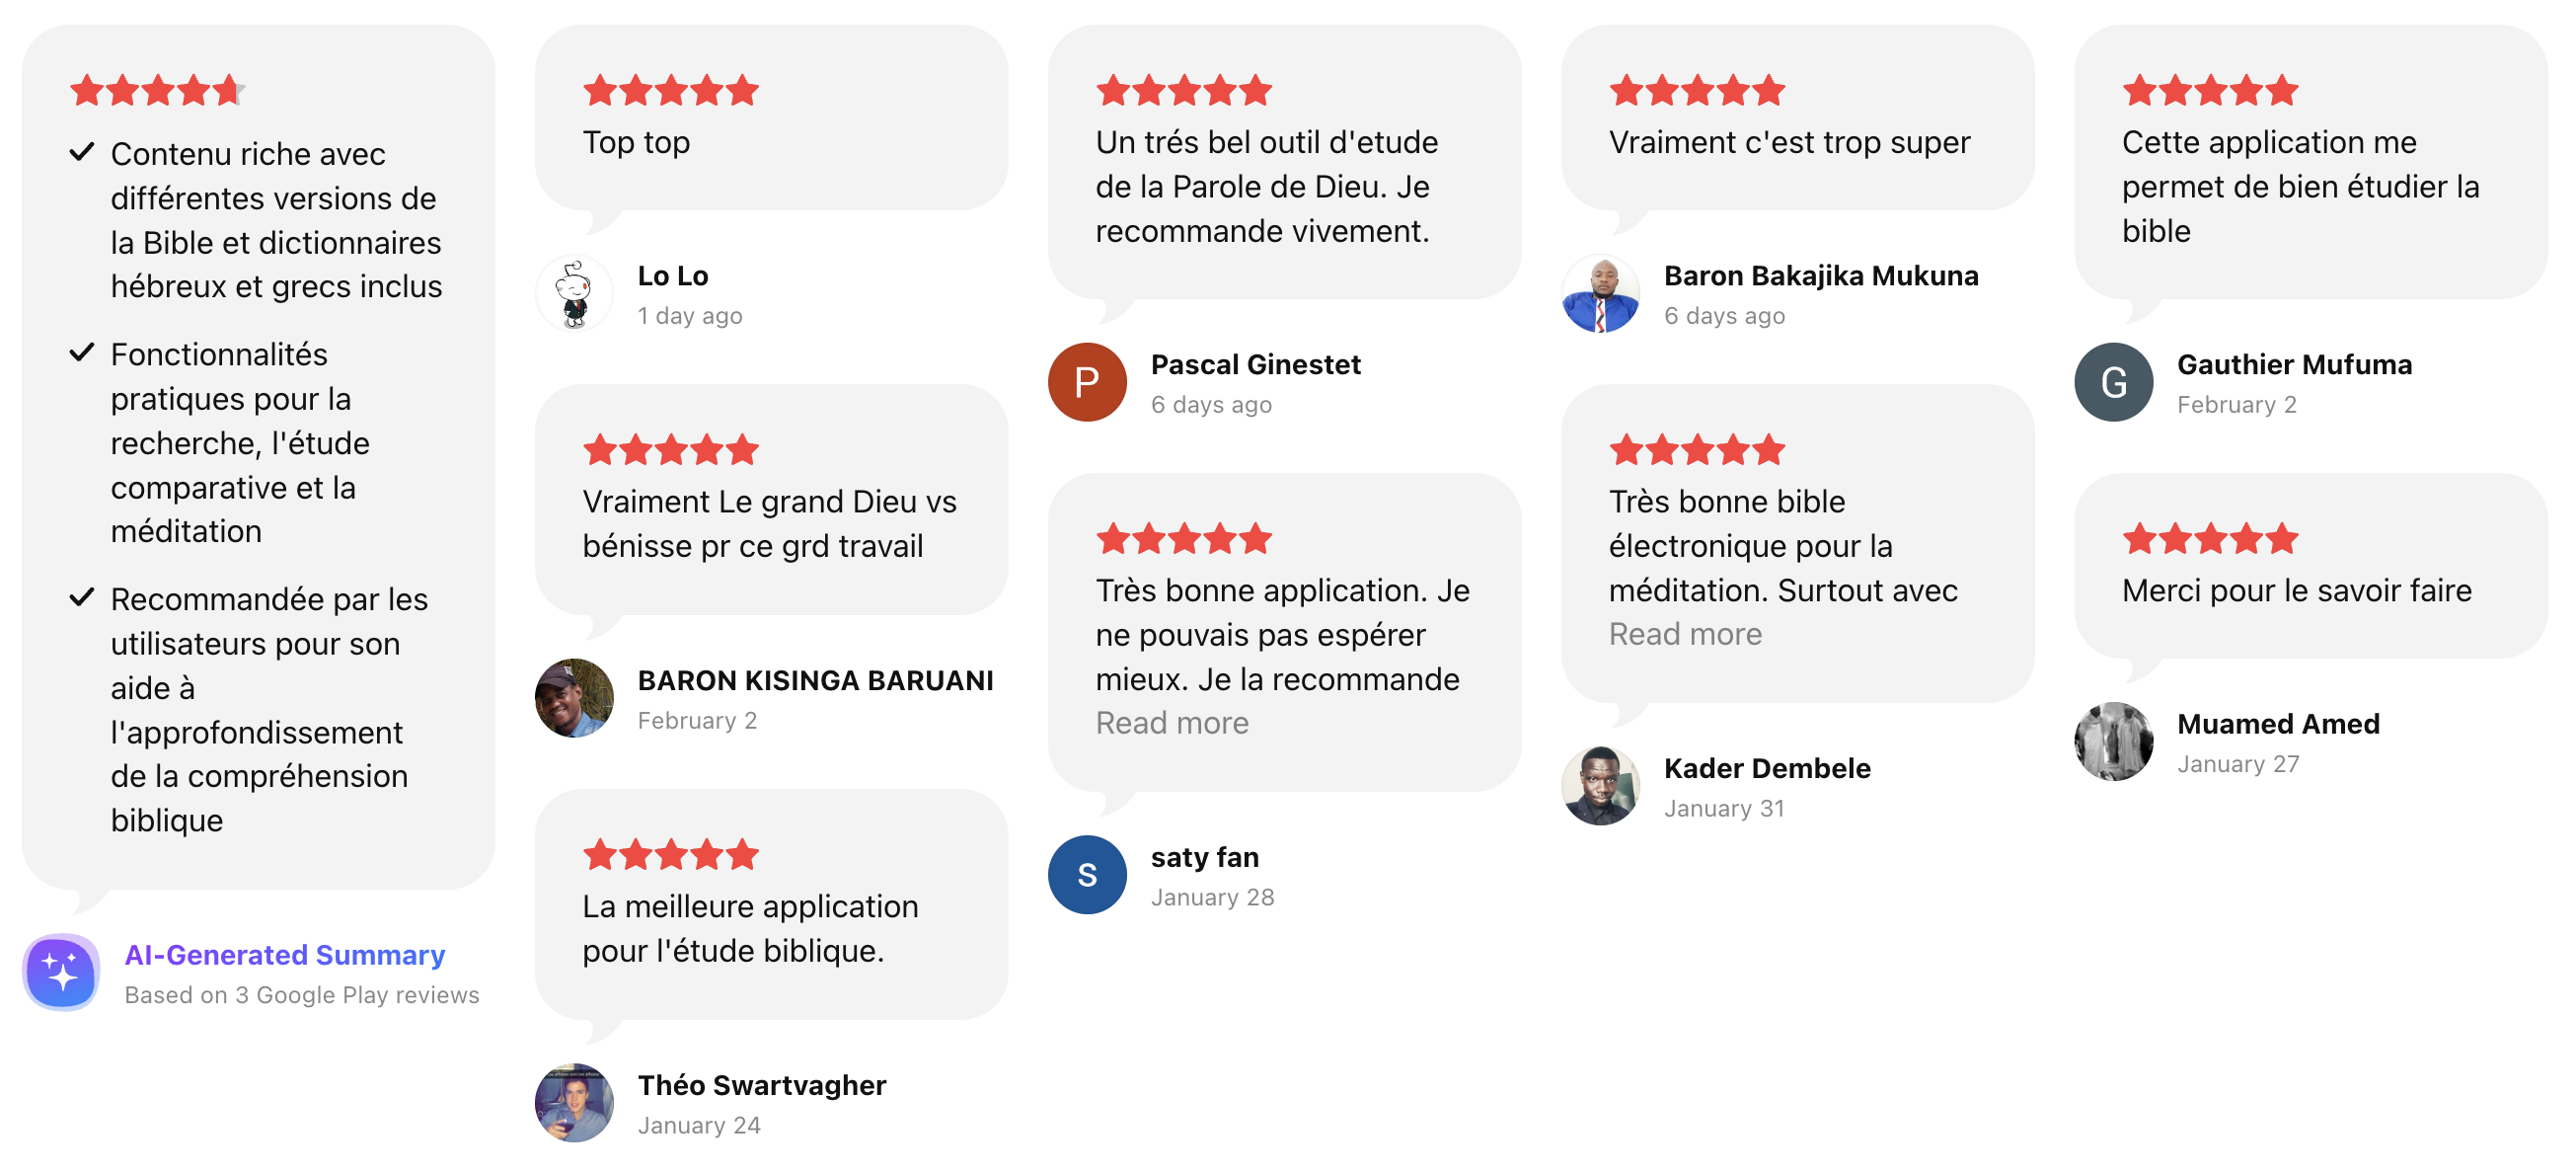 Contenu riche avec
différentes versions de
la Bible et dictionnaires
hébreux et grecs inclus
Fonctionnalités
pratiques pour la
recherche, l'étude
comparative et la
méditation
Recommandée par les
utilisateurs pour son
aide à
l'approfondissement
de la compréhension
biblique
AI-Generated Summary
Based on 3 Google Play reviews
Top top
Lo Lo
1 day ago
Vraiment Le grand Dieu vs
bénisse pr ce grd travail
BARON KISINGA BARUANI
February 2
La meilleure application
pour l'étude biblique.
Théo Swartvagher
January 24
Un trés bel outil d'etude
de la Parole de Dieu. Je
recommande vivement.
P
Pascal Ginestet
6 days ago
Très bonne application. Je
ne pouvais pas espérer
mieux. Je la recommande
Read more
s
saty fan
January 28
Vraiment c'est trop super
Baron Bakajika Mukuna
6 days ago
Très bonne bible
électronique pour la
méditation. Surtout avec
Read more
Kader Dembele
January 31
Cette application me
permet de bien étudier la
bible
G
Gauthier Mufuma
February 2
Merci pour le savoir faire
Muamed Amed
January 27